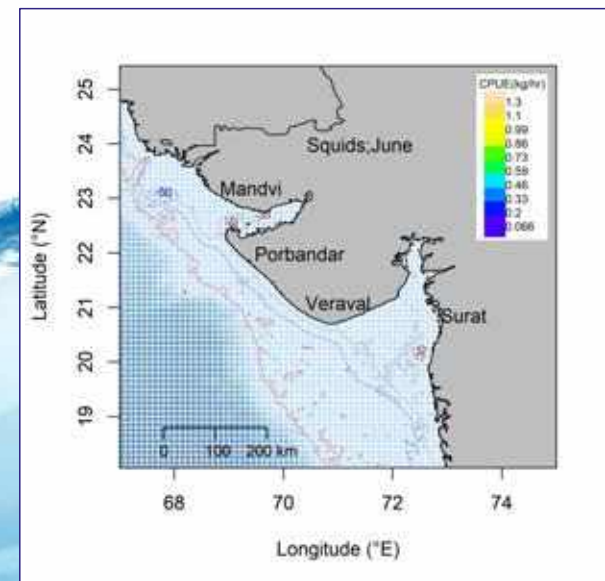 CPUE(kg/hr)
1.3
1.1
0.99
0.86
0.73
0.59
0.46
0.33
0.2
0.066
Squids;June
Mandvi
Porbandar
Veraval
Surat
-50
0 100 200 km
25
24
23
22
21
20
19
Latitude (°N)
68 70 72 74
Longitude (°E)